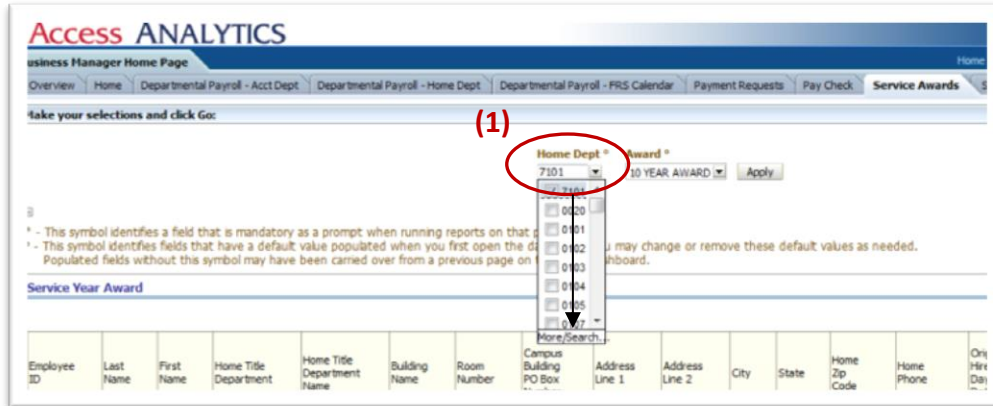 Access ANALYTICS
usiness Manager Home Page
Home
Overview Home Departmental Payroll - Acct Dept Departmental Payroll - Home Dept Departmental Payroll - FRS Calendar Payment Requests Pay Check Service Awards S
Make your selections and click Go:
(1)
Home Dept * Award *
7101 10 YEAR AWARD Apply
7101
0020
0101
0102
0103
0104
0105
0107
More/Search...
* - This symbol identifies a field that is mandatory as a prompt when running reports on that
- This symbol identifies fields that have a default value populated when you first open the may change or remove these default values as needed.
Populated fields without this symbol may have been carried over from a previous page on
Service Year Award
Employee ID
Last Name
First Name
Home Title Department
Home Title Department Name
Building Name
Room Number
Campus Building PO Box
Address Line 1
Address Line 2
City
State
Home Zip Code
Home Phone